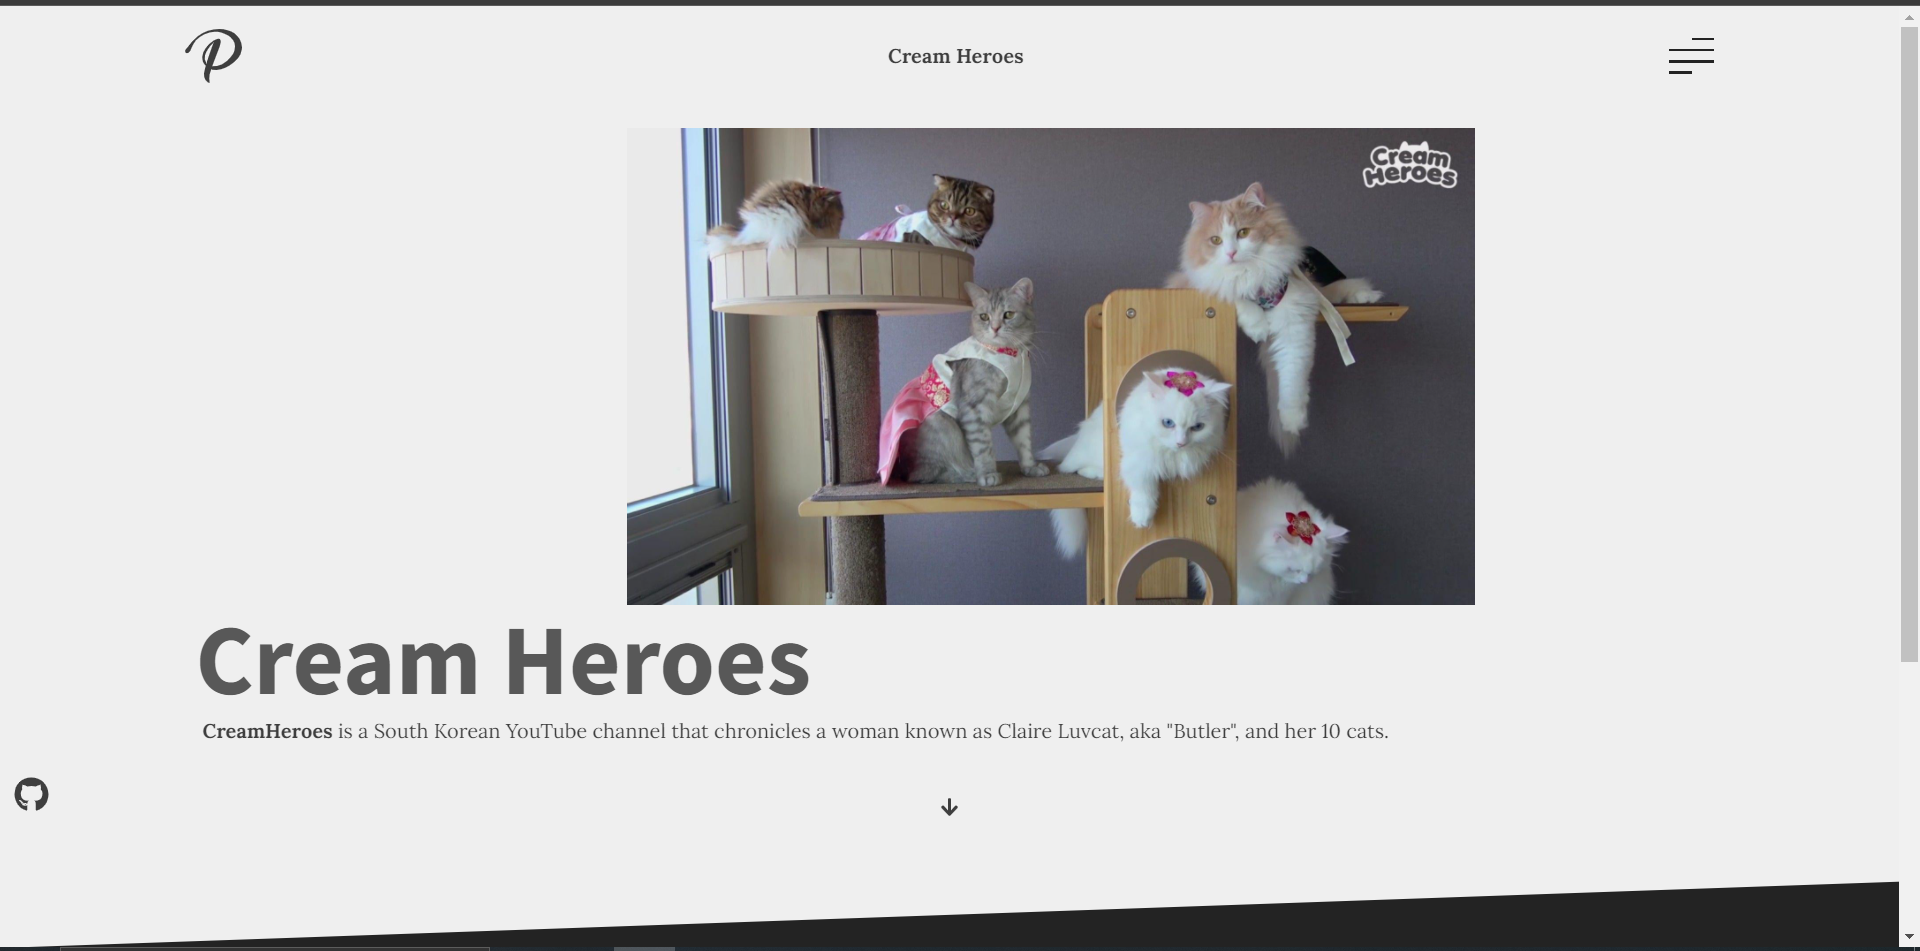 P
Cream Heroes
Cream
Heroes
Cream Heroes
CreamHeroes is a South Korean YouTube channel that chronicles a woman known as Claire Luvcat, aka "Butler", and her 10 cats.